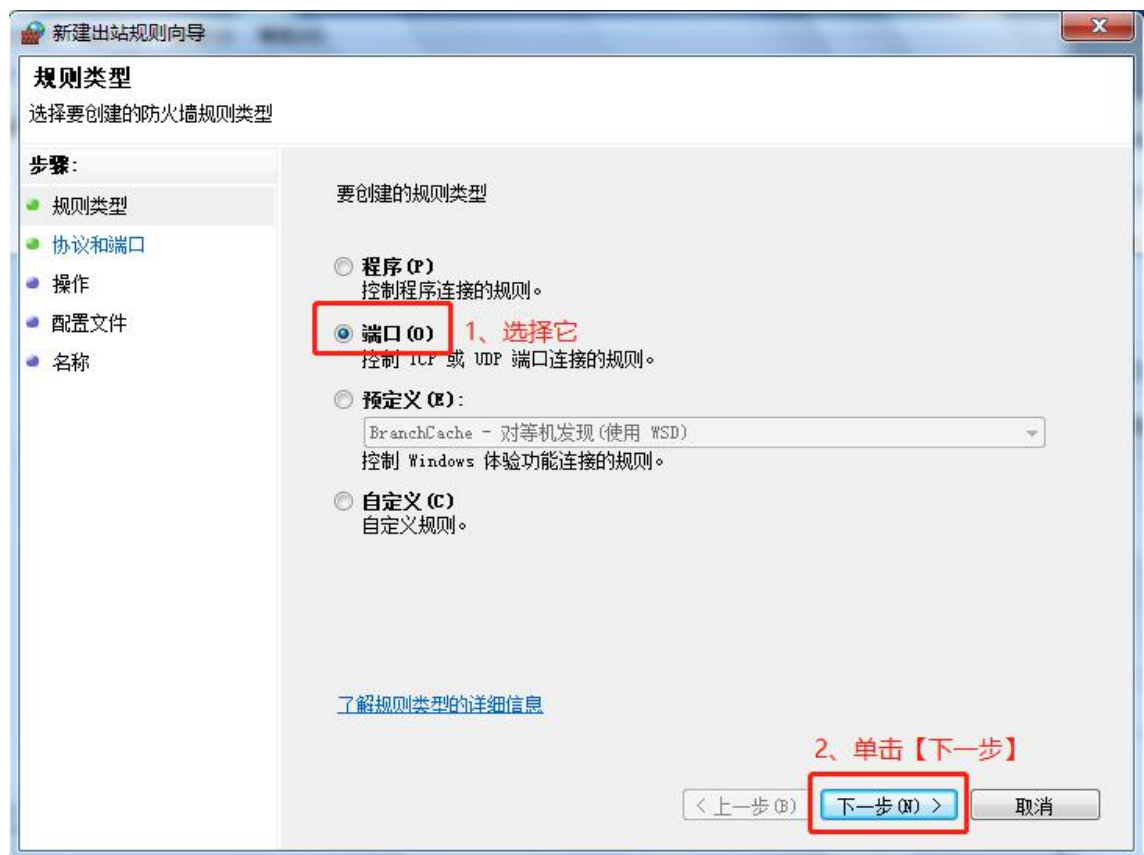 新建出站规则向导
规则类型
选择要创建的防火墙规则类型
步骤:
规则类型
协议和端口
操作
配置文件
名称
要创建的规则类型
程序(P)
控制程序连接的规则。
端口(O) 1、选择它
控制 TCP 或 UDP 端口连接的规则。
预定义(E):
BranchCache - 对等机发现(使用 WSD)
控制 Windows 体验功能连接的规则。
自定义(C)
自定义规则。
了解规则类型的详细信息
2、单击【下一步】
< 上一步(B) 下一步(N) > 取消